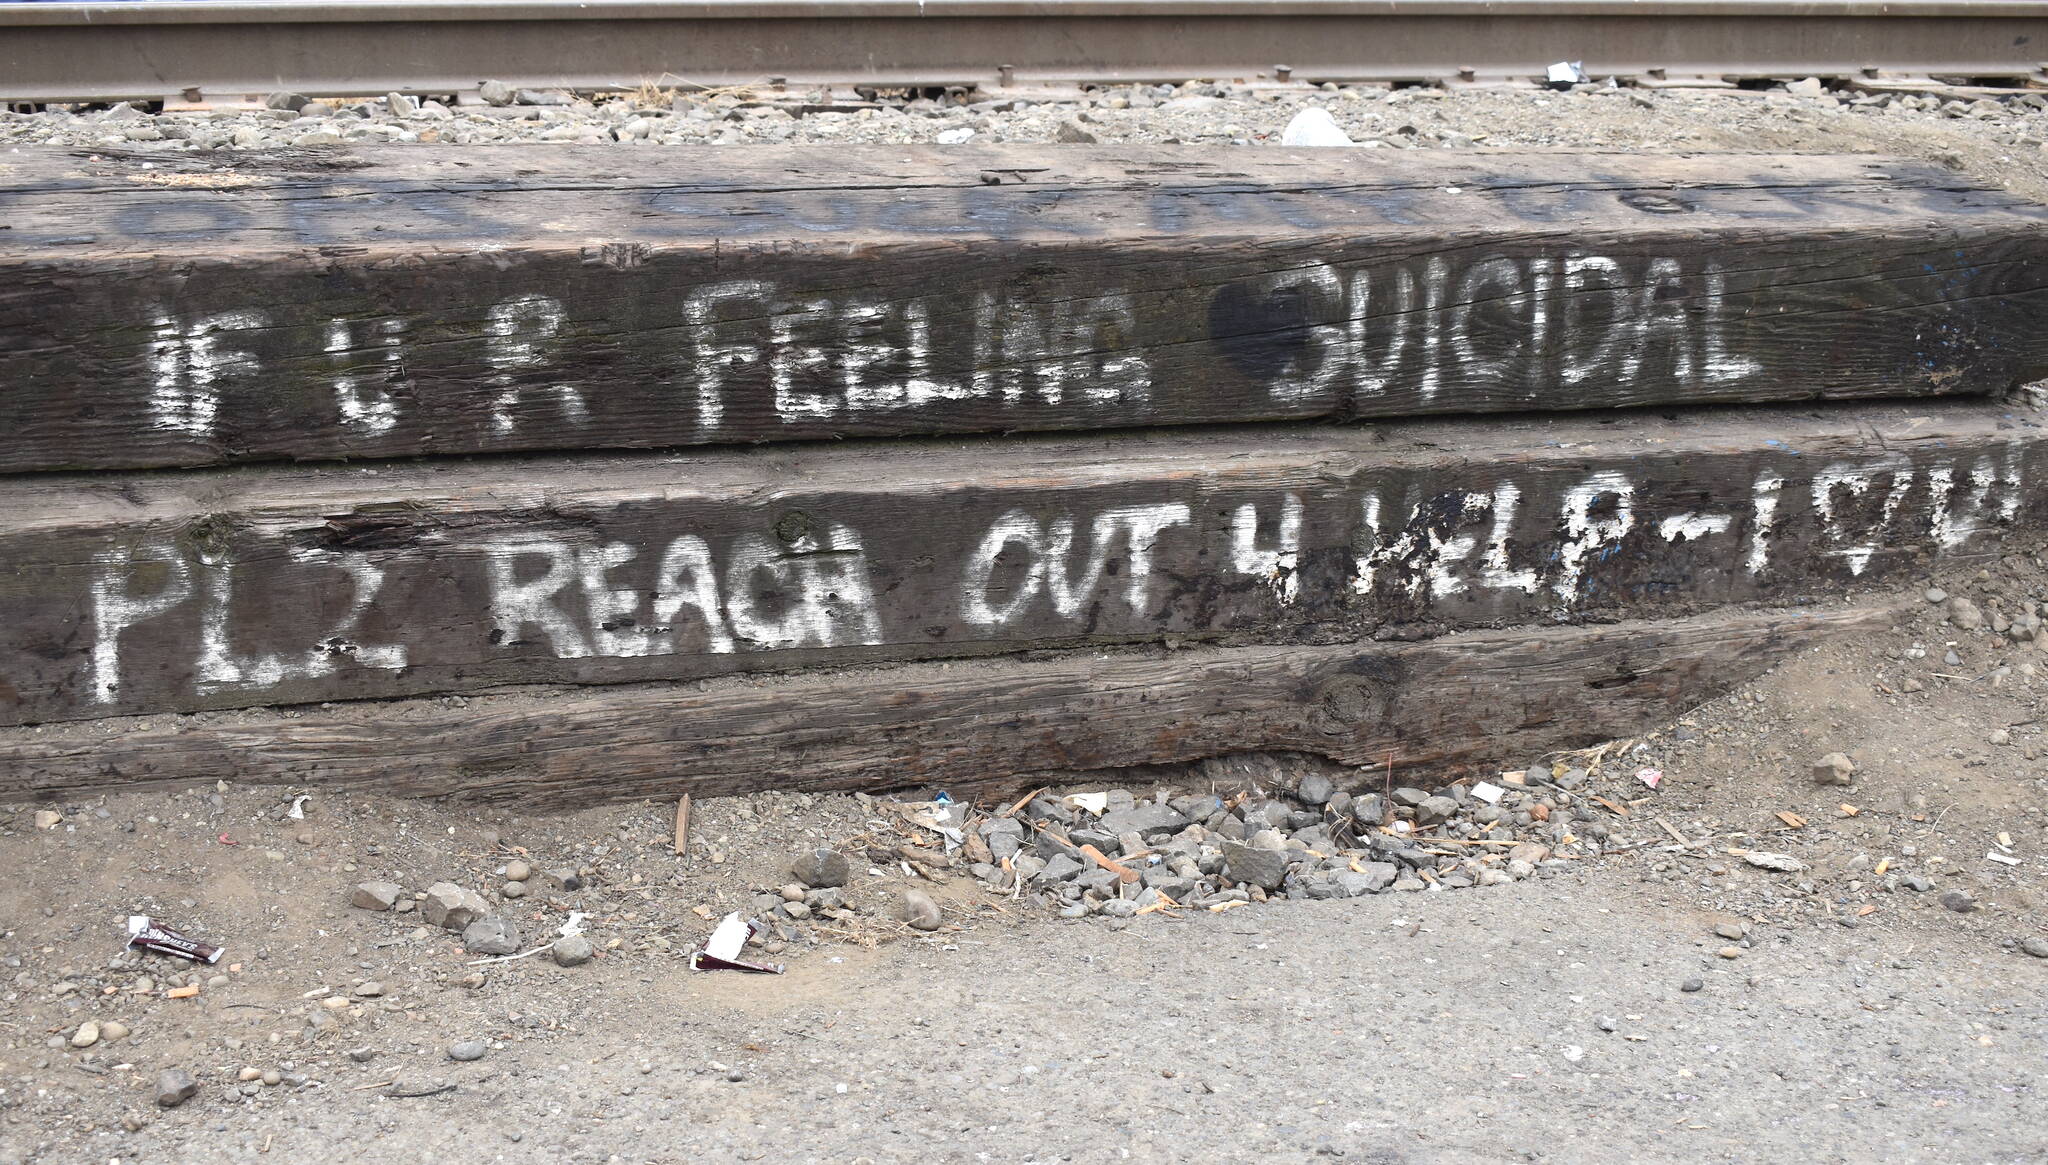 IF U R FEELING SUICIDAL
PLZ REACH OUT 4 HELP - I ♡ U